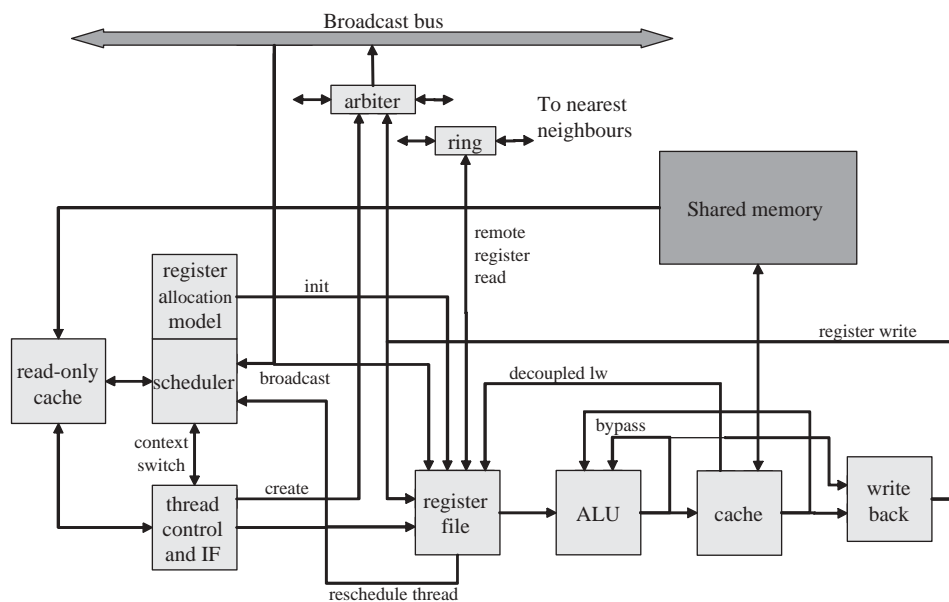 Broadcast bus
arbiter
To nearest
neighbours
ring
Shared memory
remote
register
read
register
allocation
model
init
register write
read-only
cache
scheduler
broadcast
decoupled lw
context
switch
bypass
thread
control
and IF
create
register
file
ALU
cache
write
back
reschedule thread